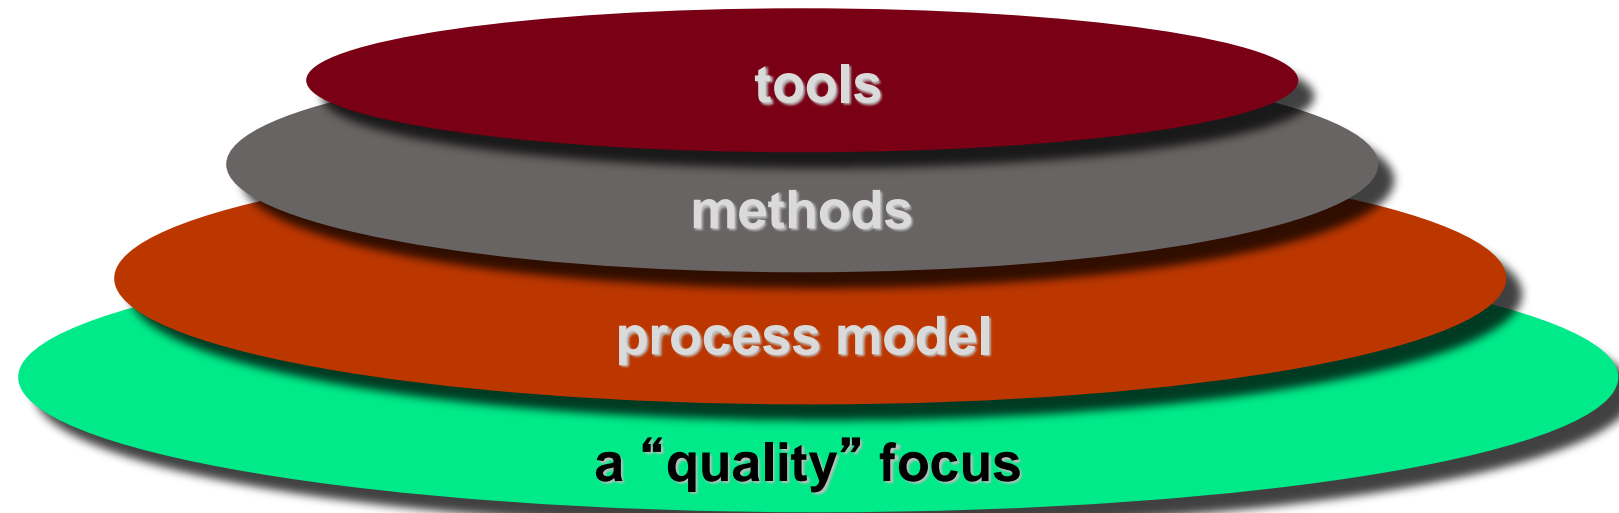 tools
methods
process model
a “quality” focus